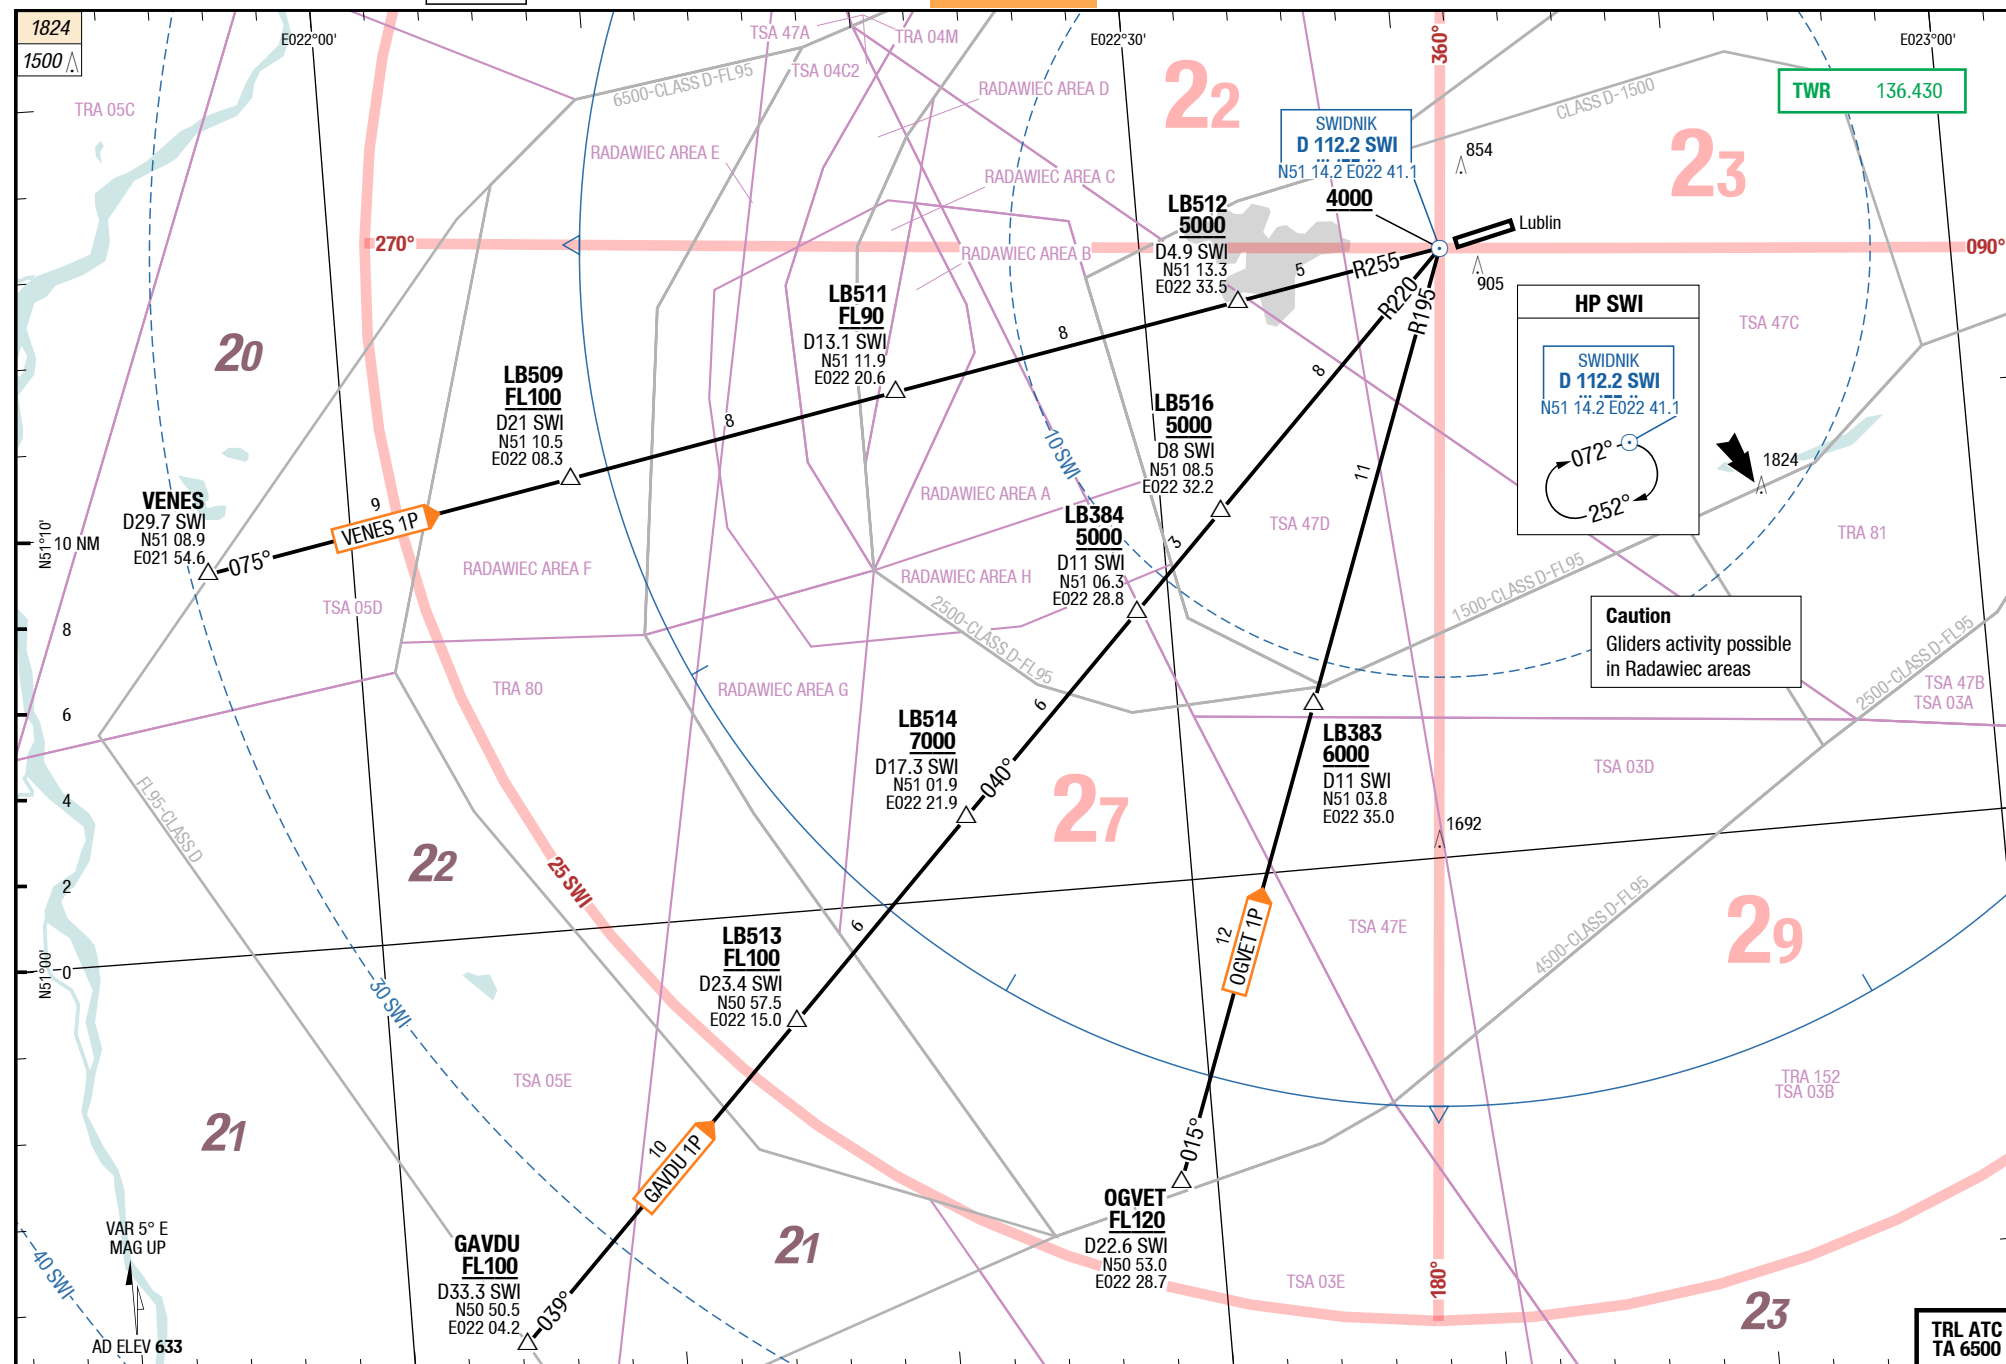 1824
1500
E022°00'
E022°30'
E023°00'
TSA 47A
TRA 04M
TSA 04C2
6500-CLASS D-FL95
TRA 05C
RADAWIEC AREA D
RADAWIEC AREA E
RADAWIEC AREA C
RADAWIEC AREA B
22
360°
SWIDNIK
D 112.2 SWI
N51 14.2 E022 41.1
4000
CLASS D-1500
TWR 136.430
854
23
Lublin
905
270°
090°
LB512
5000
D4.9 SWI
N51 13.3
E022 33.5
5
R255
R220
R195
LB511
FL90
D13.1 SWI
N51 11.9
E022 20.6
8
20
LB509
FL100
D21 SWI
N51 10.5
E022 08.3
8
HP SWI
SWIDNIK
D 112.2 SWI
N51 14.2 E022 41.1
072°
252°
TSA 47C
1824
TRA 81
8
LB516
5000
D8 SWI
N51 08.5
E022 32.2
10 SWI
11
VENES
D29.7 SWI
N51 08.9
E021 54.6
075°
9
VENES 1P
RADAWIEC AREA A
TSA 47D
LB384
5000
D11 SWI
N51 06.3
E022 28.8
3
N51°10'
10 NM
8
6
4
2
0
N51°00'
RADAWIEC AREA F
TSA 05D
RADAWIEC AREA H
2500-CLASS D-FL95
1500-CLASS D-FL95
Caution
Gliders activity possible
in Radawiec areas
2500-CLASS D-FL95
TSA 47B
TSA 03A
TRA 80
RADAWIEC AREA G
6
LB514
7000
D17.3 SWI
N51 01.9
E022 21.9
040°
27
LB383
6000
D11 SWI
N51 03.8
E022 35.0
TSA 03D
1692
FL95-CLASS D
22
25 SWI
6
LB513
FL100
D23.4 SWI
N50 57.5
E022 15.0
12
OGVET 1P
TSA 47E
4500-CLASS D-FL95
29
30 SWI
TSA 05E
TRA 152
TSA 03B
21
10
GAVDU 1P
015°
OGVET
FL120
D22.6 SWI
N50 53.0
E022 28.7
21
GAVDU
FL100
D33.3 SWI
N50 50.5
E022 04.2
039°
TSA 03E
180°
23
VAR 5° E
MAG UP
40 SWI
AD ELEV 633
TRL ATC
TA 6500